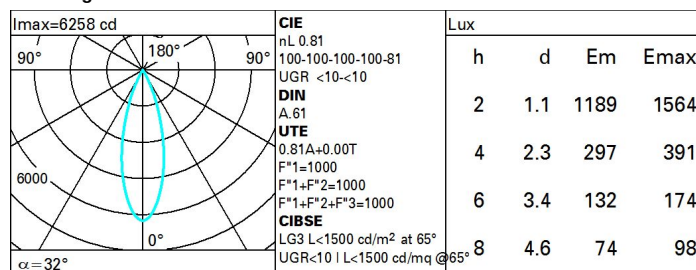 Imax=6258 cd
90°
180°
90°
6000
0°
α=32°
CIE
nL 0.81
100-100-100-100-81
UGR <10-<10
DIN
A.61
UTE
0.81A+0.00T
F"1=1000
F"1+F"2=1000
F"1+F"2+F"3=1000
CIBSE
LG3 L<1500 cd/m² at 65°
UGR<10 | L<1500 cd/mq @65°
Lux
h d Em Emax
2 1.1 1189 1564
4 2.3 297 391
6 3.4 132 174
8 4.6 74 98